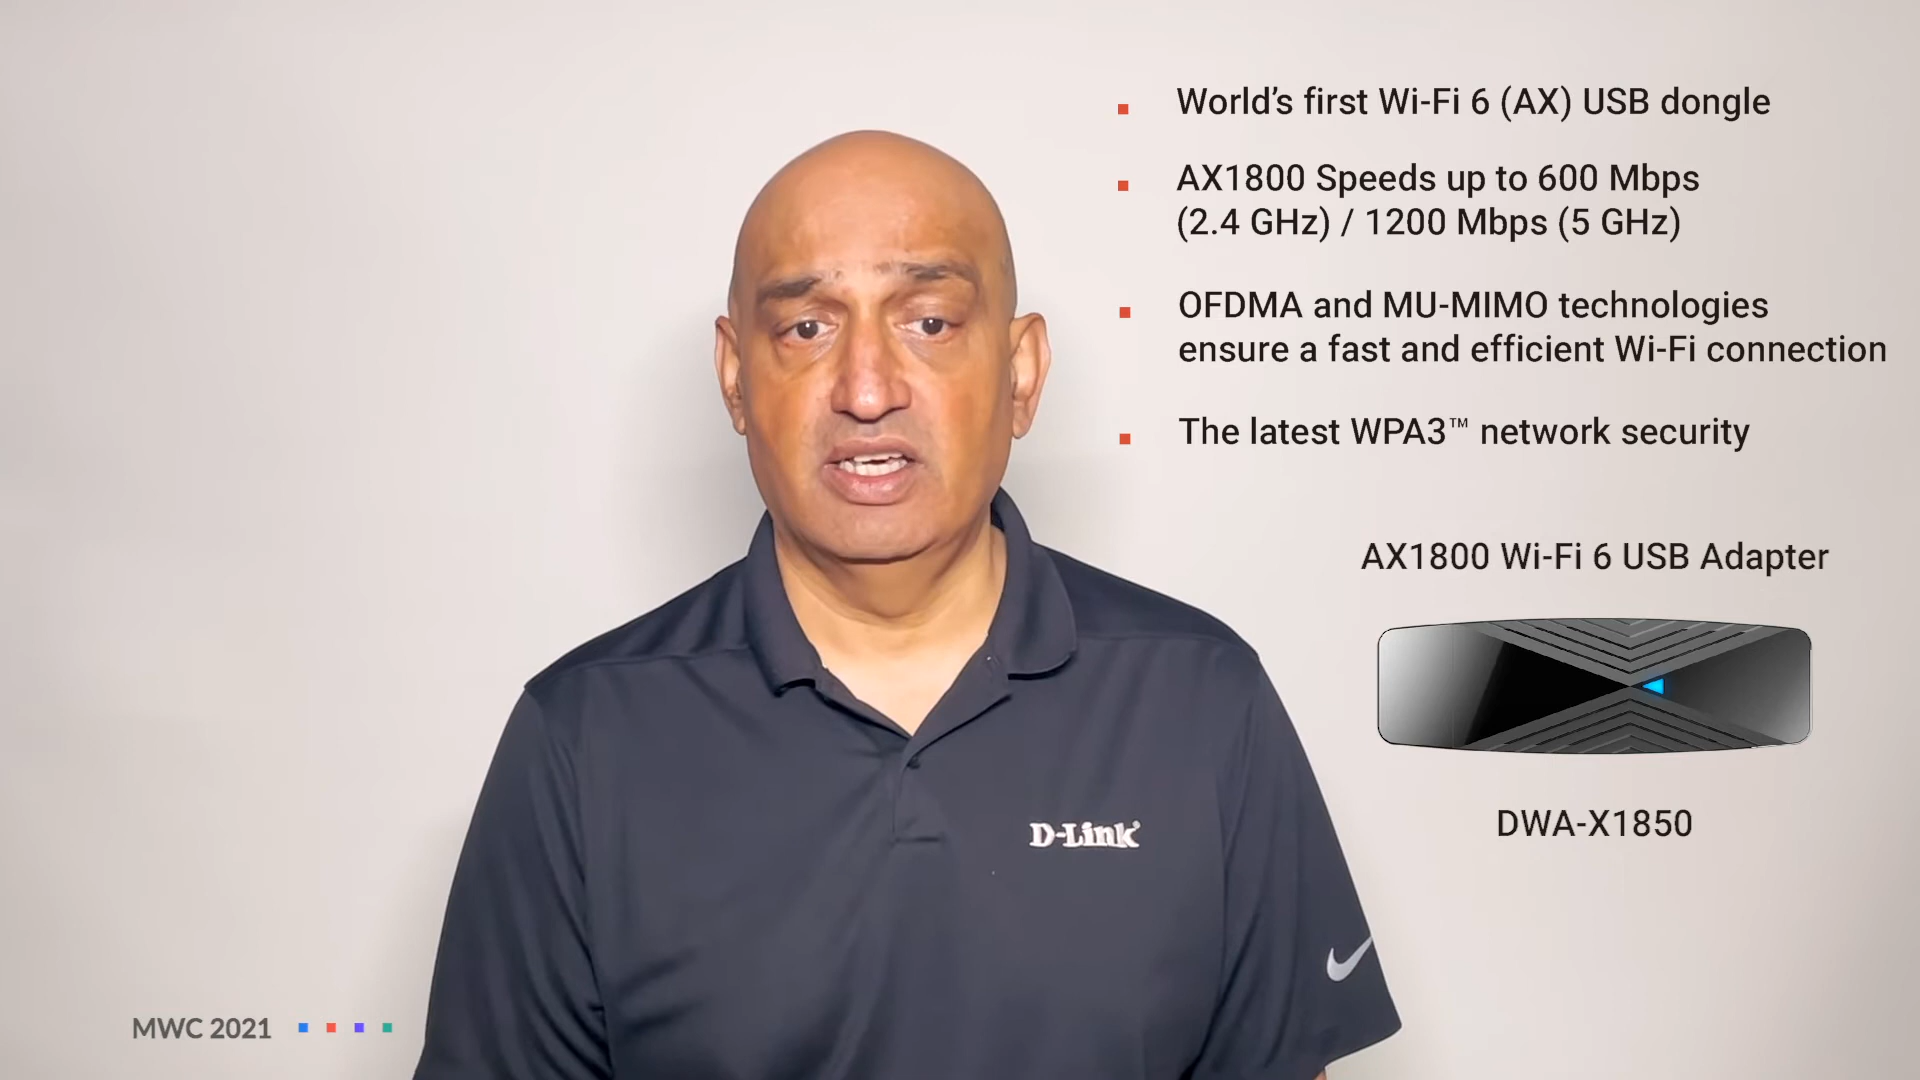 World's first Wi-Fi 6 (AX) USB dongle
AX1800 Speeds up to 600 Mbps
(2.4 GHz) / 1200 Mbps (5 GHz)
OFDMA and MU-MIMO technologies
ensure a fast and efficient Wi-Fi connection
The latest WPA3™ network security
AX1800 Wi-Fi 6 USB Adapter
DWA-X1850
D-Link®
MWC 2021